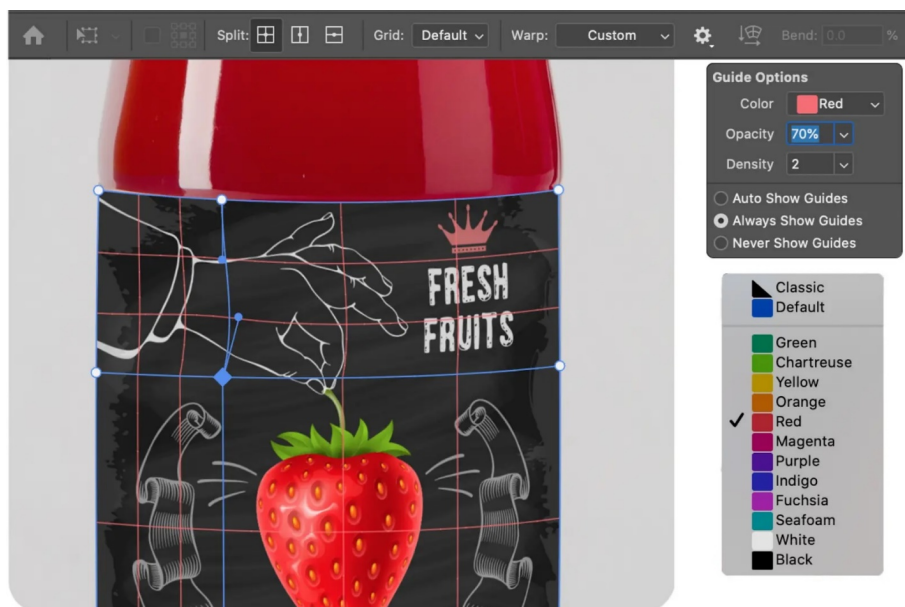 Split: Grid: Default Warp: Custom Bend: 0.0 %
Guide Options
Color Red
Opacity 70%
Density 2
Auto Show Guides
Always Show Guides
Never Show Guides
FRESH
FRUITS
Classic
Default
Green
Chartreuse
Yellow
Orange
Red
Magenta
Purple
Indigo
Fuchsia
Seafoam
White
Black